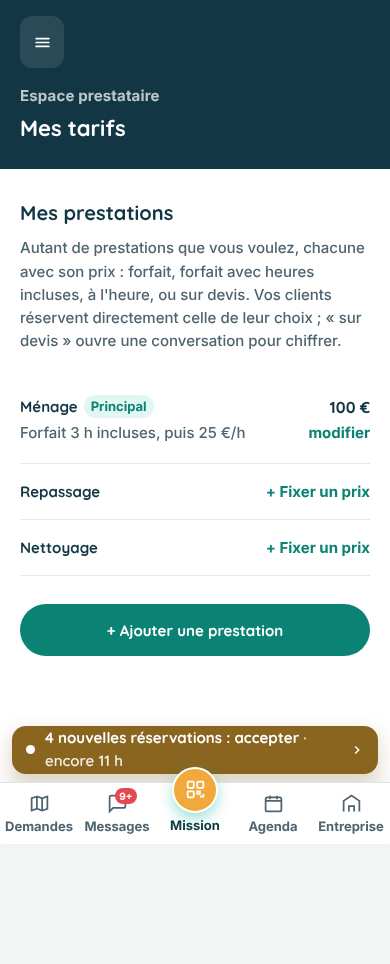 Espace prestataire
Mes tarifs
Mes prestations
Autant de prestations que vous voulez, chacune
avec son prix : forfait, forfait avec heures
incluses, à l'heure, ou sur devis. Vos clients
réservent directement celle de leur choix ; « sur
devis » ouvre une conversation pour chiffrer.
Ménage Principal 100 €
Forfait 3 h incluses, puis 25 €/h modifier
Repassage + Fixer un prix
Nettoyage + Fixer un prix
+ Ajouter une prestation
4 nouvelles réservations : accepter ·
encore 11 h
9+
Demandes Messages Mission Agenda Entreprise